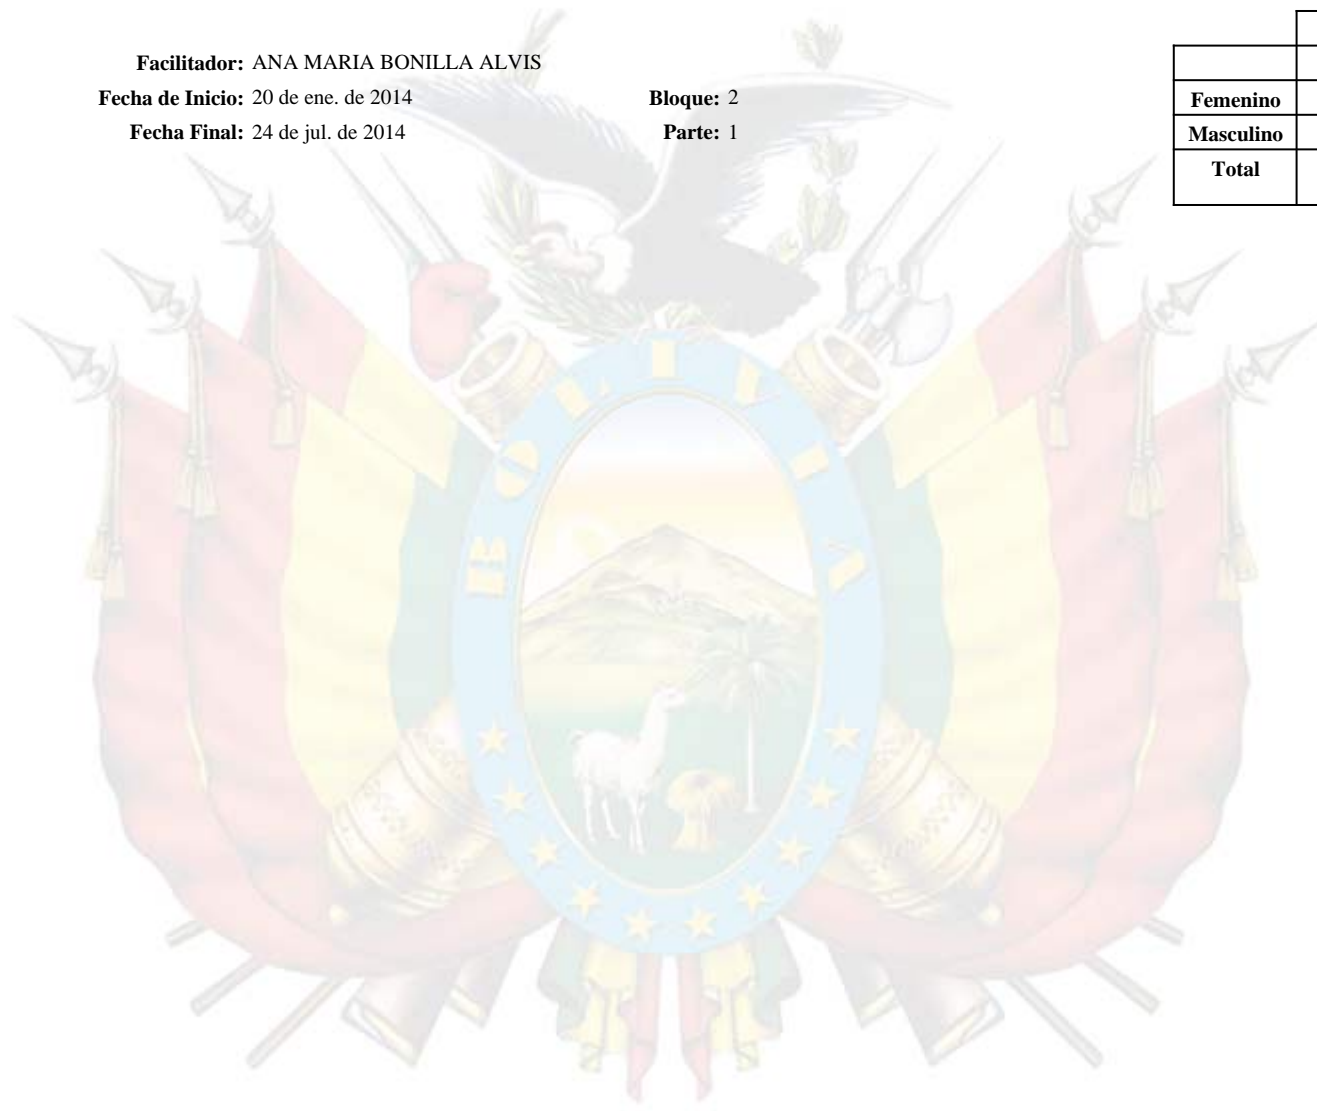 Facilitador: ANA MARIA BONILLA ALVIS
Fecha de Inicio: 20 de ene. de 2014 Bloque: 2
Fecha Final: 24 de jul. de 2014 Parte: 1
Femenino
Masculino
Total
BOLIVIA